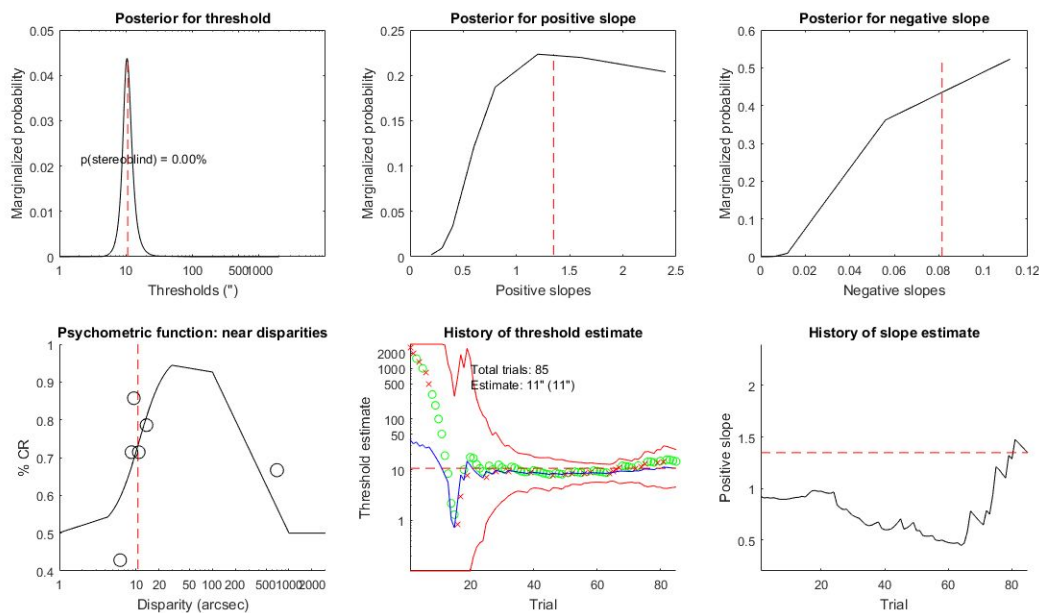 Posterior for threshold
0.05
0.04
0.03
0.02
0.01
0
Marginalized probability
p(stereoblind) = 0.00%
1 10 100 500 1000
Thresholds (")
Posterior for positive slope
0.25
0.2
0.15
0.1
0.05
0
Marginalized probability
0 0.5 1 1.5 2 2.5
Positive slopes
Posterior for negative slope
0.6
0.5
0.4
0.3
0.2
0.1
0
Marginalized probability
0 0.02 0.04 0.06 0.08 0.1 0.12
Negative slopes
Psychometric function: near disparities
1
0.9
0.8
0.7
0.6
0.5
0.4
% CR
1 10 20 50 100 200 500 1000 2000
Disparity (arcsec)
History of threshold estimate
2000
1000
500
100
50
10
1
Threshold estimate
Total trials: 85
Estimate: 11" (11")
20 40 60 80
Trial
History of slope estimate
2
1.5
1
0.5
Positive slope
20 40 60 80
Trial